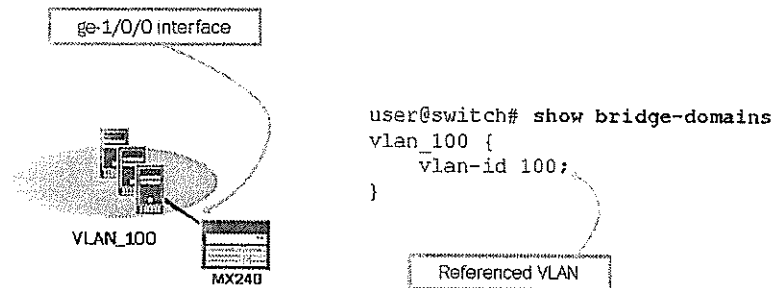 ge-1/0/0 interface
user@switch# show bridge-domains
vlan_100 {
vlan-id 100;
}
VLAN_100
MX240
Referenced VLAN